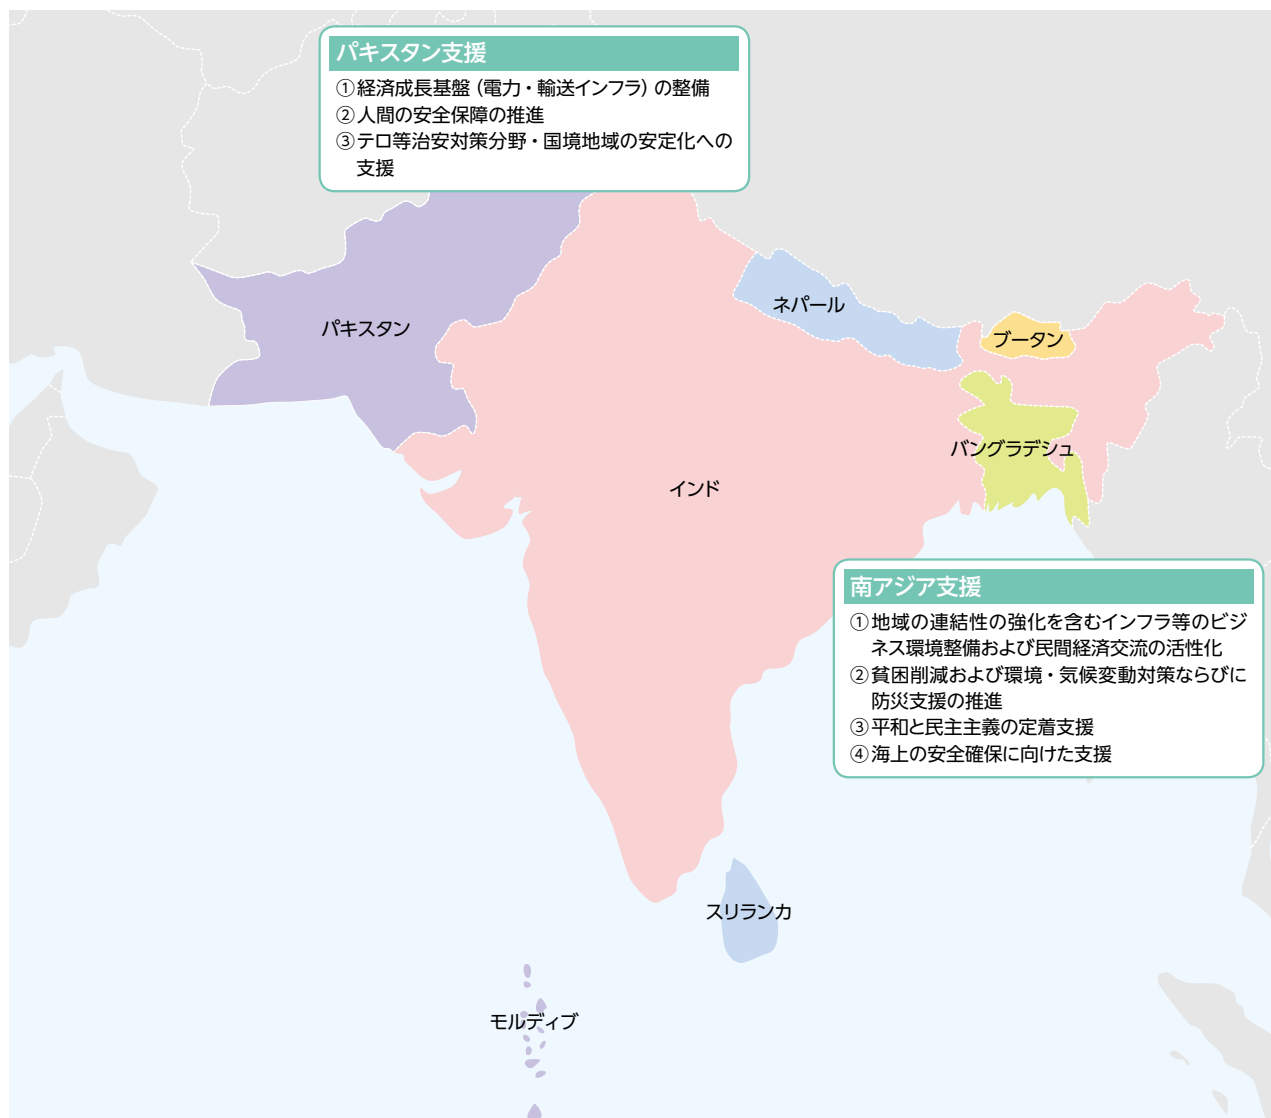 パキスタン支援
①経済成長基盤（電力・輸送インフラ）の整備
②人間の安全保障の推進
③テロ等治安対策分野・国境地域の安定化への
支援
ネパール
パキスタン
ブータン
バングラデシュ
インド
南アジア支援
①地域の連結性の強化を含むインフラ等のビジ
ネス環境整備および民間経済交流の活性化
②貧困削減および環境・気候変動対策ならびに
防災支援の推進
③平和と民主主義の定着支援
④海上の安全確保に向けた支援
スリランカ
モルディブ